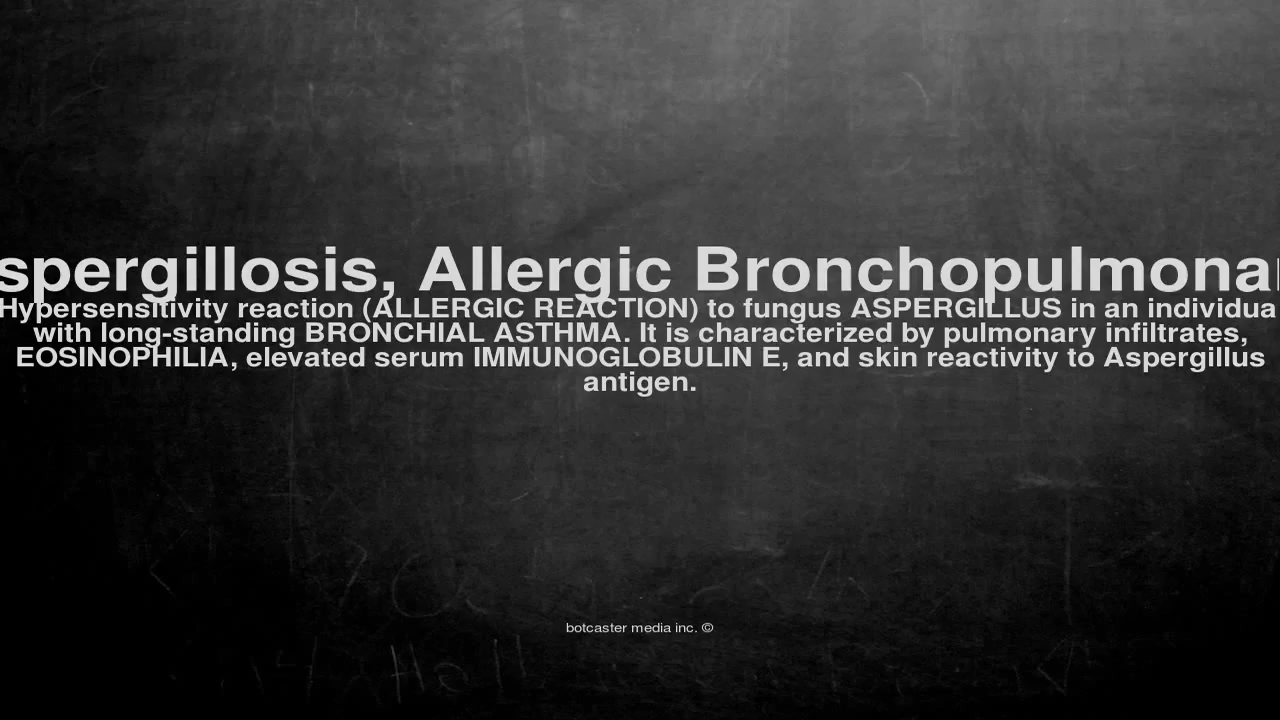 spergillosis, Allergic Bronchopulmona
Hypersensitivity reaction (ALLERGIC REACTION) to fungus ASPERGILLUS in an individua
with long-standing BRONCHIAL ASTHMA. It is characterized by pulmonary infiltrates,
EOSINOPHILIA, elevated serum IMMUNOGLOBULIN E, and skin reactivity to Aspergillus
antigen.
botcaster media inc. ©